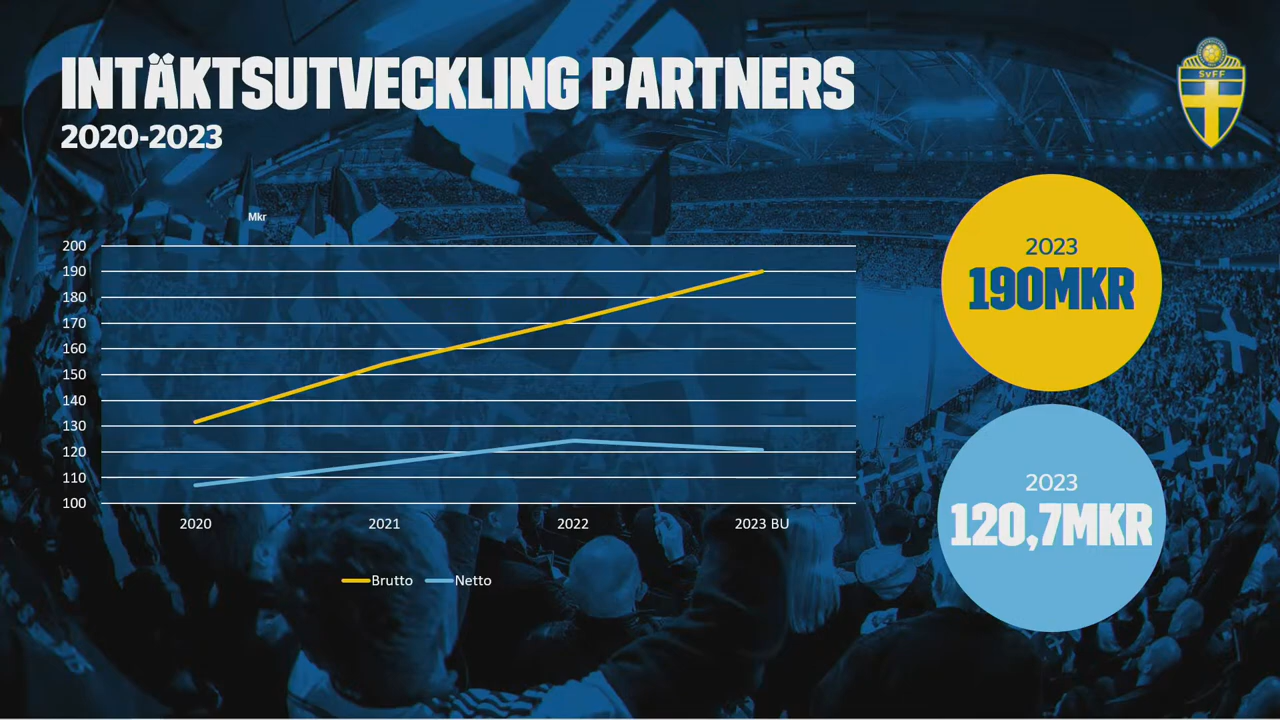 INTÄKTSUTVECKLING PARTNERS
2020-2023
SvFF
Mkr
200
190
180
170
160
150
140
130
120
110
100
2020 2021 2022 2023 BU
Brutto Netto
2023
190MKR
2023
120,7MKR